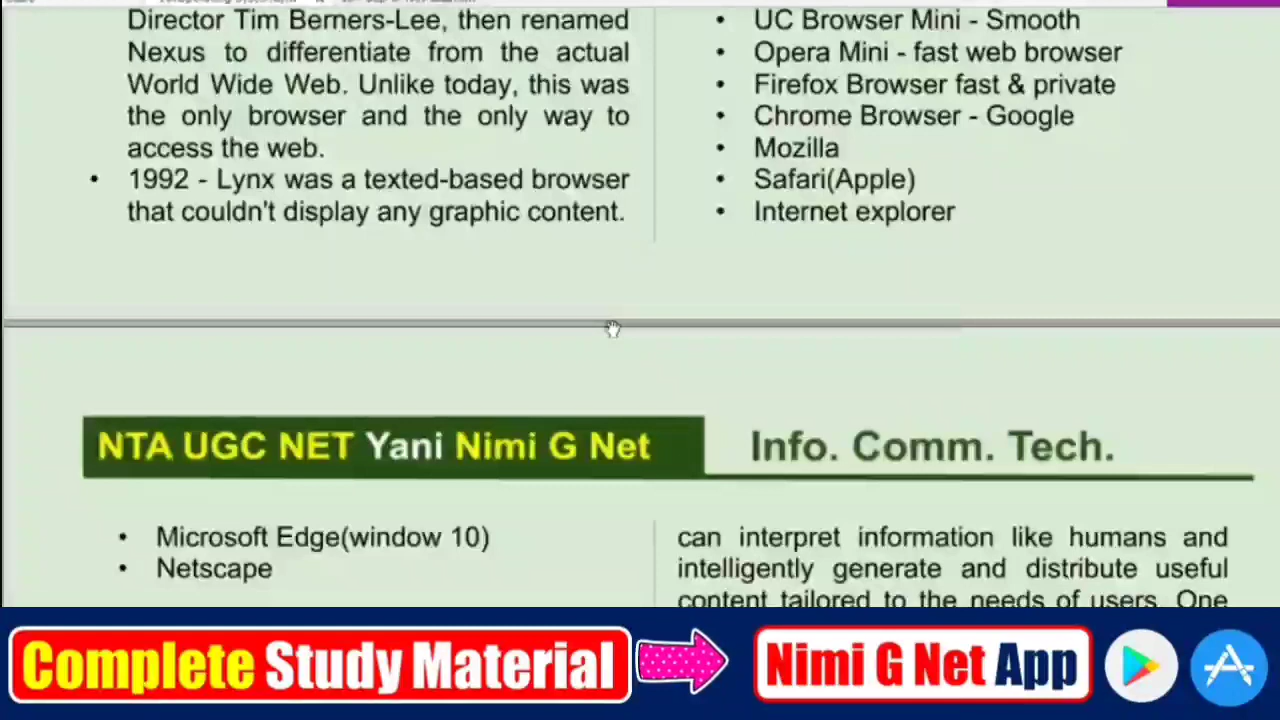 Director Tim Berners-Lee, then renamed
Nexus to differentiate from the actual
World Wide Web. Unlike today, this was
the only browser and the only way to
access the web.
• 1992 - Lynx was a texted-based browser
that couldn't display any graphic content.
• UC Browser Mini - Smooth
• Opera Mini - fast web browser
• Firefox Browser fast & private
• Chrome Browser - Google
• Mozilla
• Safari(Apple)
• Internet explorer
NTA UGC NET Yani Nimi G Net
Info. Comm. Tech.
• Microsoft Edge(window 10)
• Netscape
can interpret information like humans and
intelligently generate and distribute useful
content tailored to the needs of users. One
Complete Study Material
Nimi G Net App